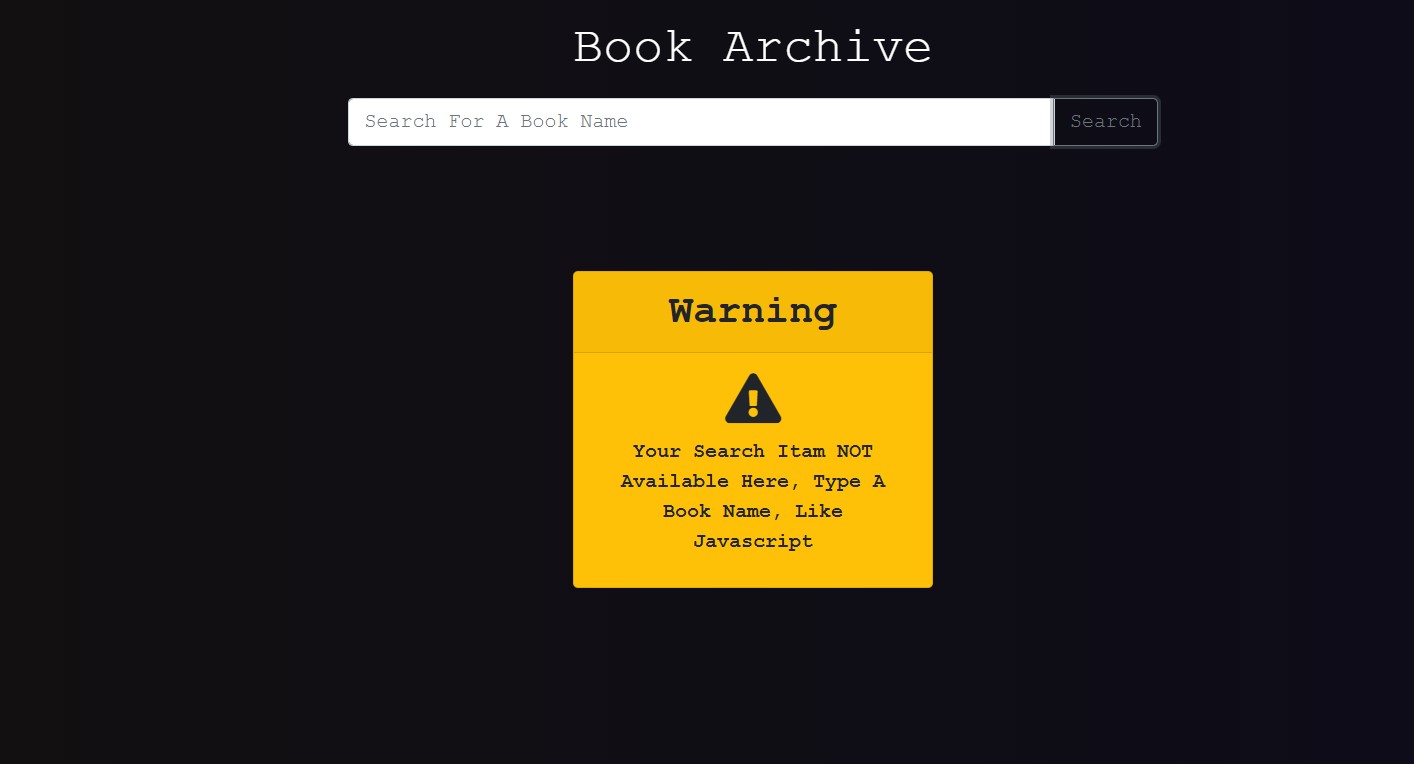 Book Archive
Search For A Book Name
Search
Warning
Your Search Itam NOT
Available Here, Type A
Book Name, Like
Javascript